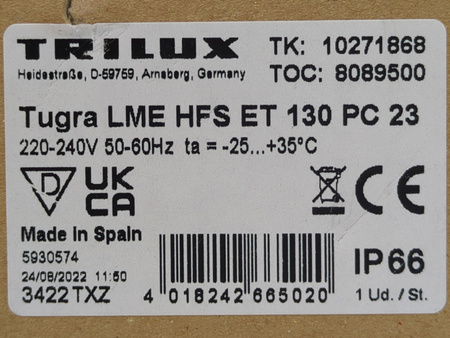 TRILUX TK: 10271868
Heidestraße, D-59759, Arnsberg, Germany TOC: 8089500
Tugra LME HFS ET 130 PC 23
220-240V 50-60Hz ta = -25...+35°C
D UK CA CE
Made in Spain
5930574
24/08/2022 11:50
3422TXZ
4 018242 665020
IP66
1 Ud. / St.